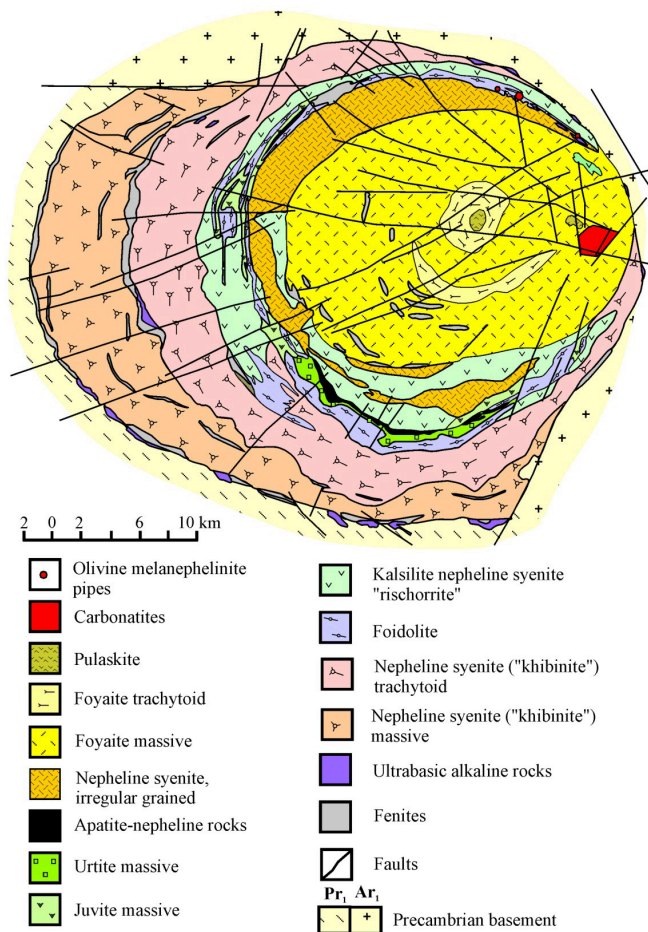 2 0 2 6 10 km
Olivine melanephelinite
pipes
Carbonatites
Pulaskite
Foyaite trachytoid
Foyaite massive
Nepheline syenite,
irregular grained
Apatite-nepheline rocks
Urtite massive
Juvite massive
Kalsilite nepheline syenite
"rischorrite"
Foidolite
Nepheline syenite ("khibinite")
trachytoid
Nepheline syenite ("khibinite")
massive
Ultrabasic alkaline rocks
Fenites
Faults
Pr₁ Ar₁
Precambrian basement